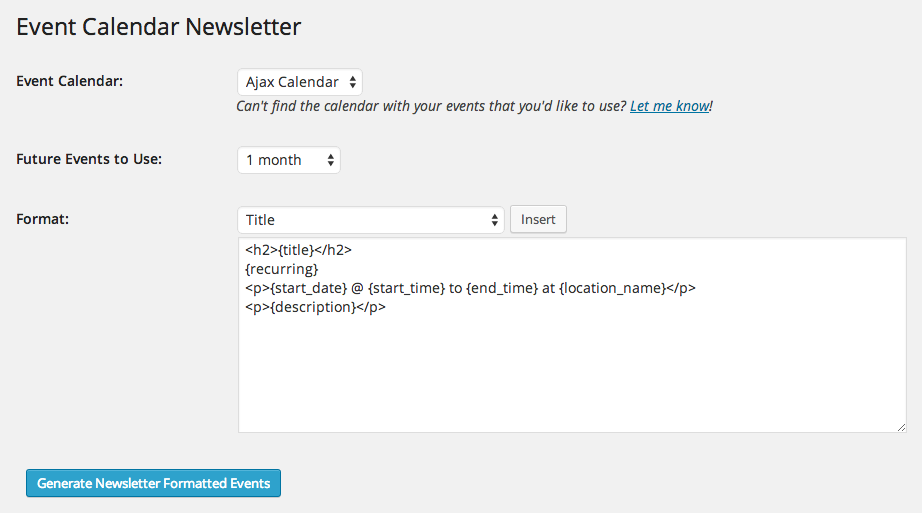 Event Calendar Newsletter
Event Calendar:
Ajax Calendar
Can't find the calendar with your events that you'd like to use? Let me know!
Future Events to Use:
1 month
Format:
Title
Insert
<h2>{title}</h2>
{recurring}
<p>{start_date} @ {start_time} to {end_time} at {location_name}</p>
<p>{description}</p>
Generate Newsletter Formatted Events